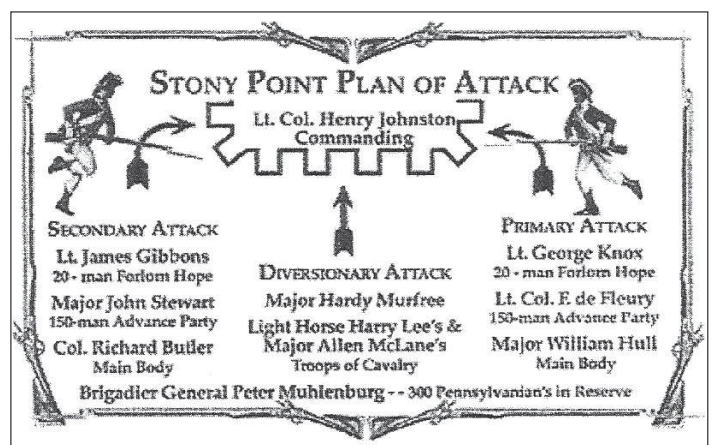 STONY POINT PLAN OF ATTACK
Lt. Col. Henry Johnston
Commanding
SECONDARY ATTACK
Lt. James Gibbons
20 - man Forlorn Hope
Major John Stewart
150-man Advance Party
Col. Richard Butler
Main Body
DIVERSIONARY ATTACK
Major Hardy Murfree
Light Horse Harry Lee's &
Major Allen McLane's
Troops of Cavalry
PRIMARY ATTACK
Lt. George Knox
20 - man Forlorn Hope
Lt. Col. F. de Fleury
150-man Advance Party
Major William Hull
Main Body
Brigadier General Peter Muhlenburg - - 300 Pennsylvanian's in Reserve